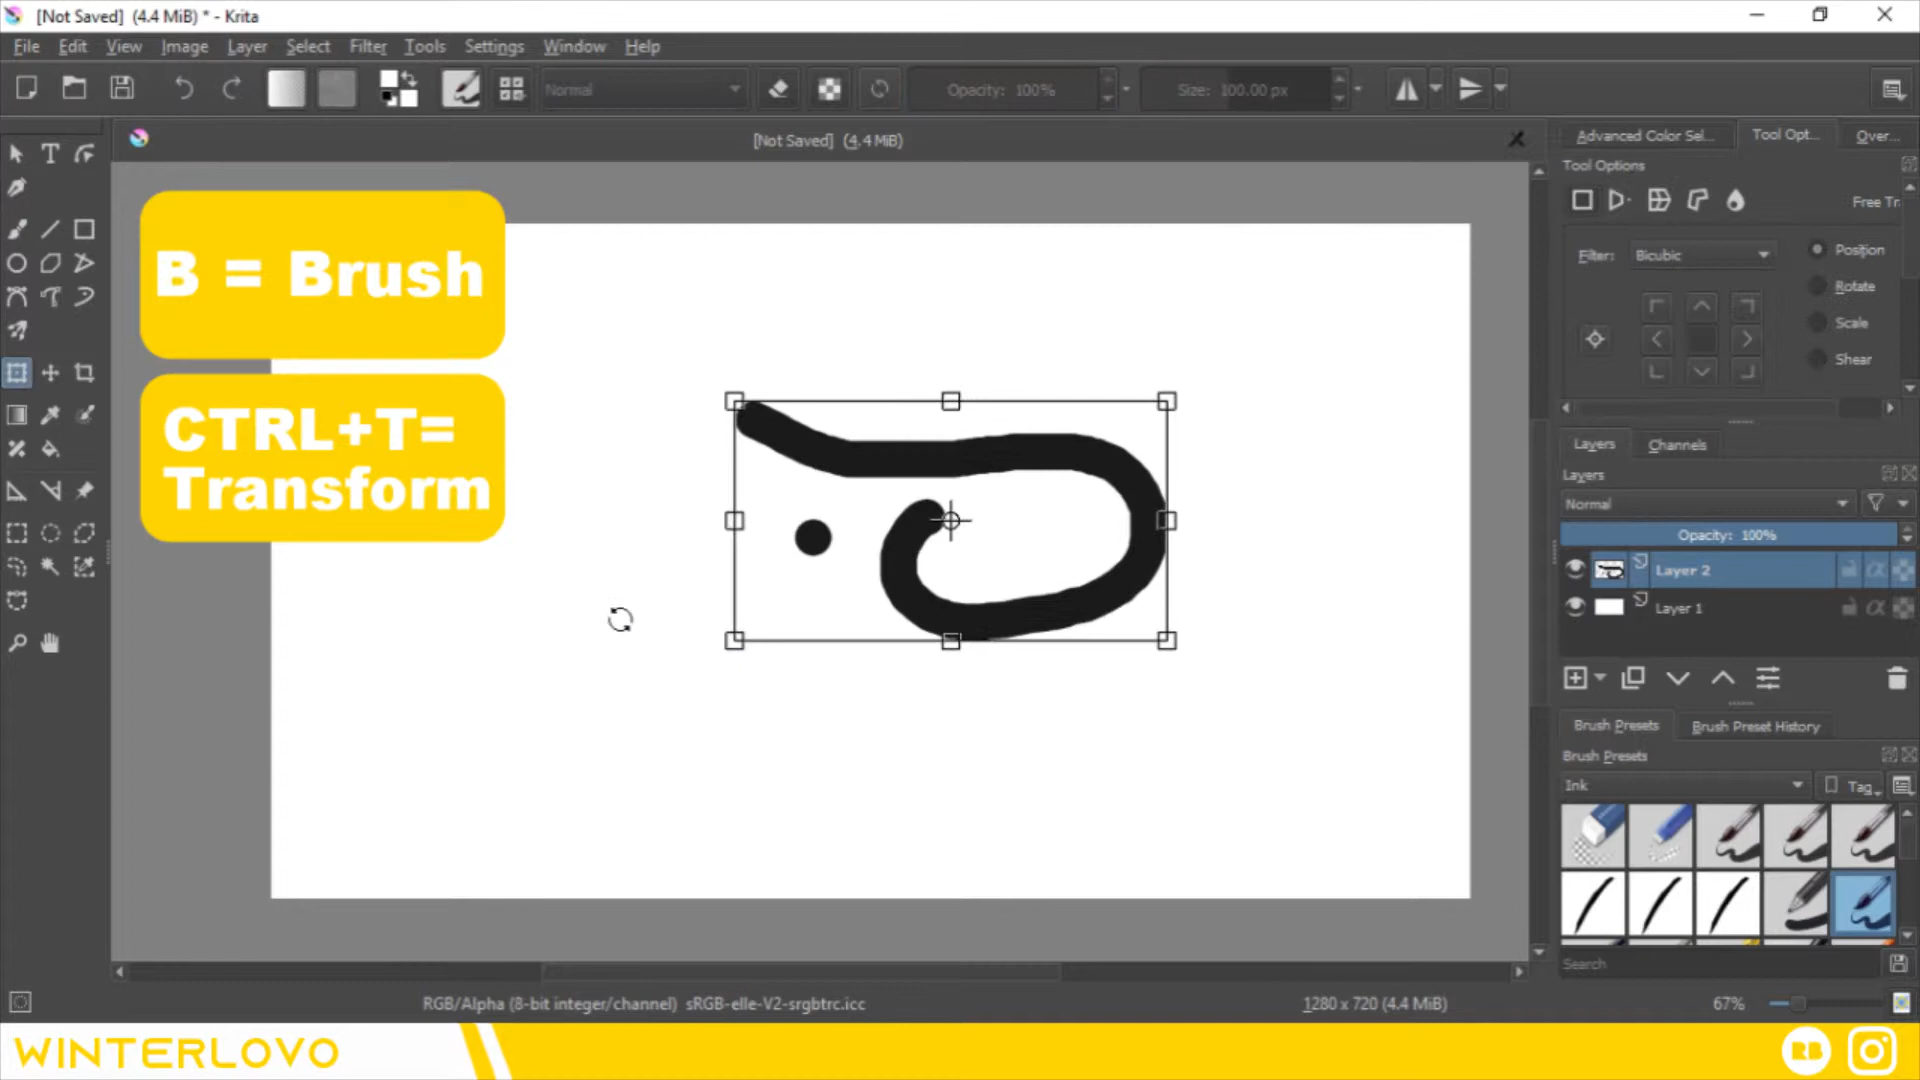 [Not Saved] (4.4 MiB) * - Krita
File Edit View Image Layer Select Filter Tools Settings Window Help
Normal
Opacity: 100%
Size: 100.00 px
[Not Saved] (4.4 MiB)
Advanced Color Sel...
Tool Opt...
Over...
Tool Options
Free Tr
Filter: Bicubic
Position
Rotate
Scale
Shear
B = Brush
CTRL+T=
Transform
Layers
Channels
Layers
Normal
Opacity: 100%
Layer 2
Layer 1
Brush Presets
Brush Preset History
Brush Presets
Ink
Tag
Search
RGB/Alpha (8-bit integer/channel) sRGB-elle-V2-srgbtrc.icc
1280 x 720 (4.4 MiB)
67%
WINTERLOVO
RB